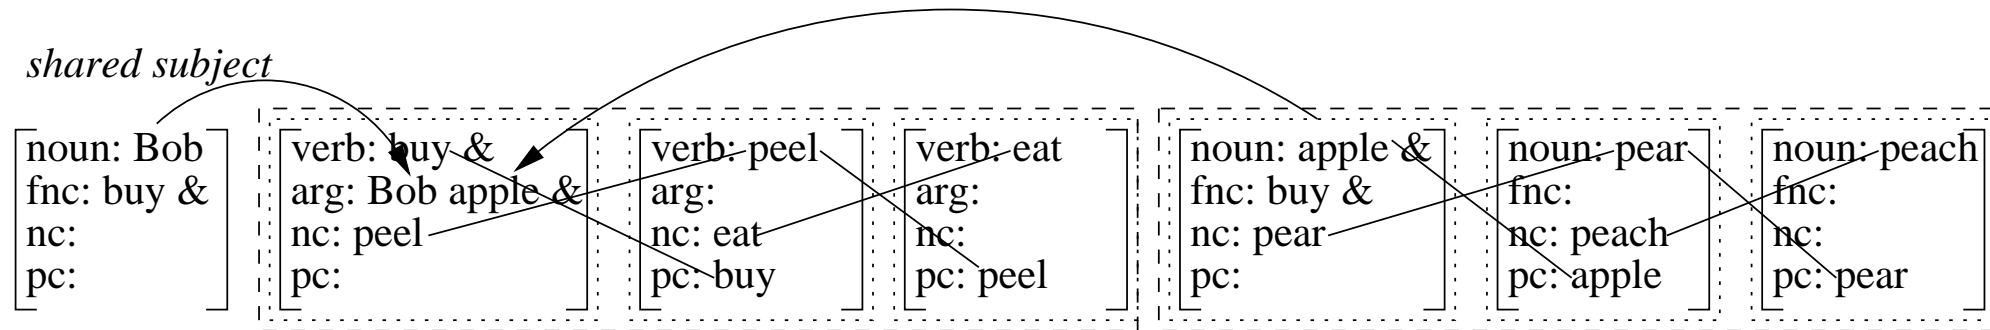 shared subject
noun: Bob
fnc: buy &
nc:
pc:
verb: buy &
arg: Bob apple &
nc: peel
pc:
verb: peel
arg:
nc: eat
pc: buy
verb: eat
arg:
nc:
pc: peel
noun: apple &
fnc: buy &
nc: pear
pc:
noun: pear
fnc:
nc: peach
pc: apple
noun: peach
fnc:
nc:
pc: pear